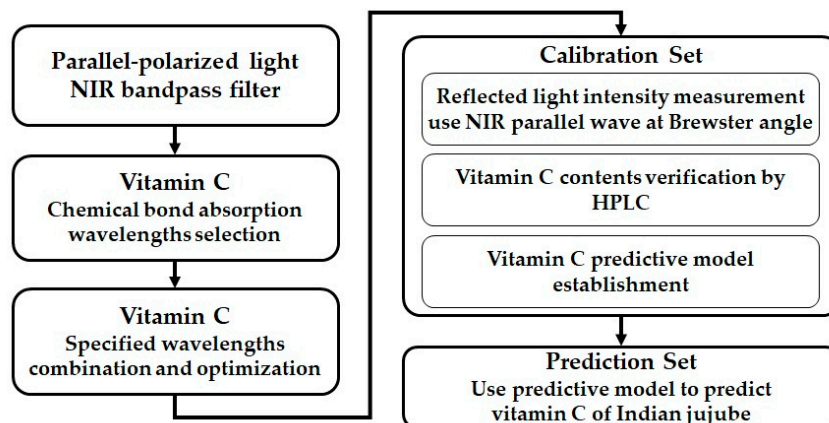 Parallel-polarized light
NIR bandpass filter
Vitamin C
Chemical bond absorption
wavelengths selection
Vitamin C
Specified wavelengths
combination and optimization
Calibration Set
Reflected light intensity measurement
use NIR parallel wave at Brewster angle
Vitamin C contents verification by
HPLC
Vitamin C predictive model
establishment
Prediction Set
Use predictive model to predict
vitamin C of Indian jujube